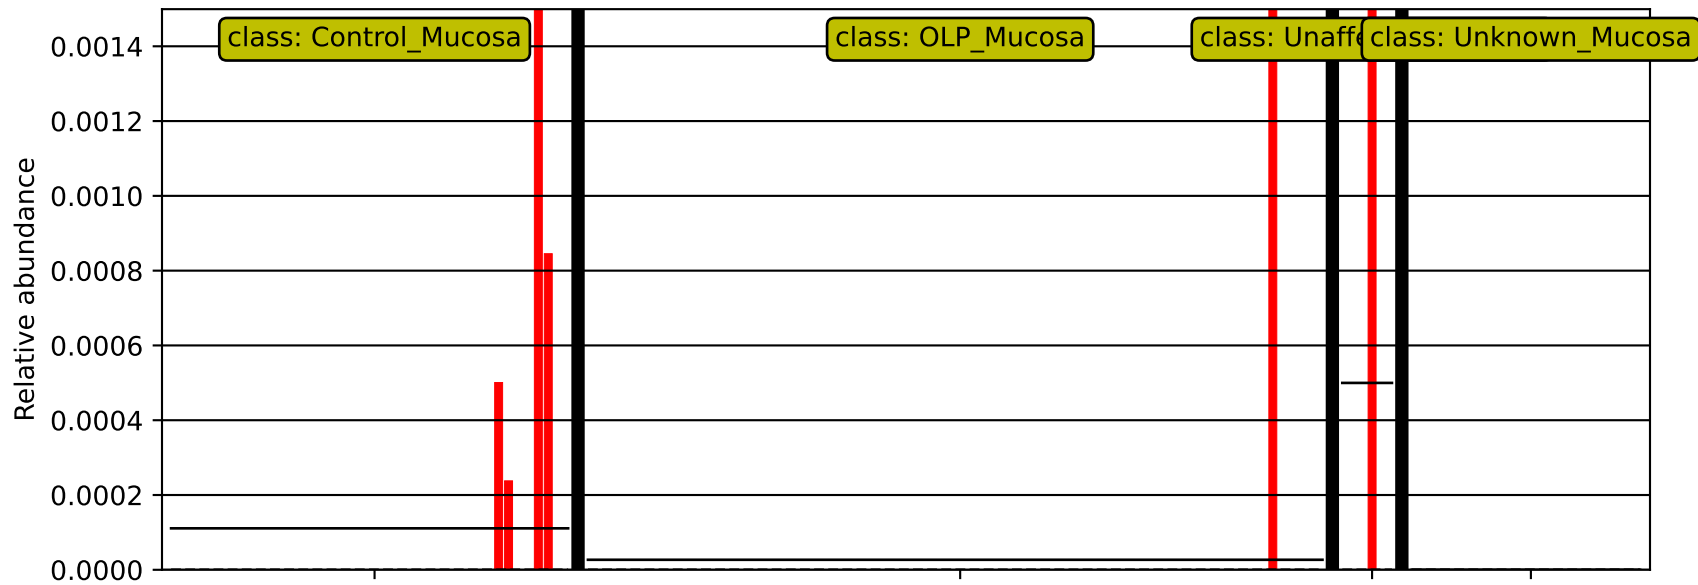 class: Control_Mucosa
class: OLP_Mucosa
class: Unaffe
class: Unknown_Mucosa
Relative abundance
0.0014
0.0012
0.0010
0.0008
0.0006
0.0004
0.0002
0.0000